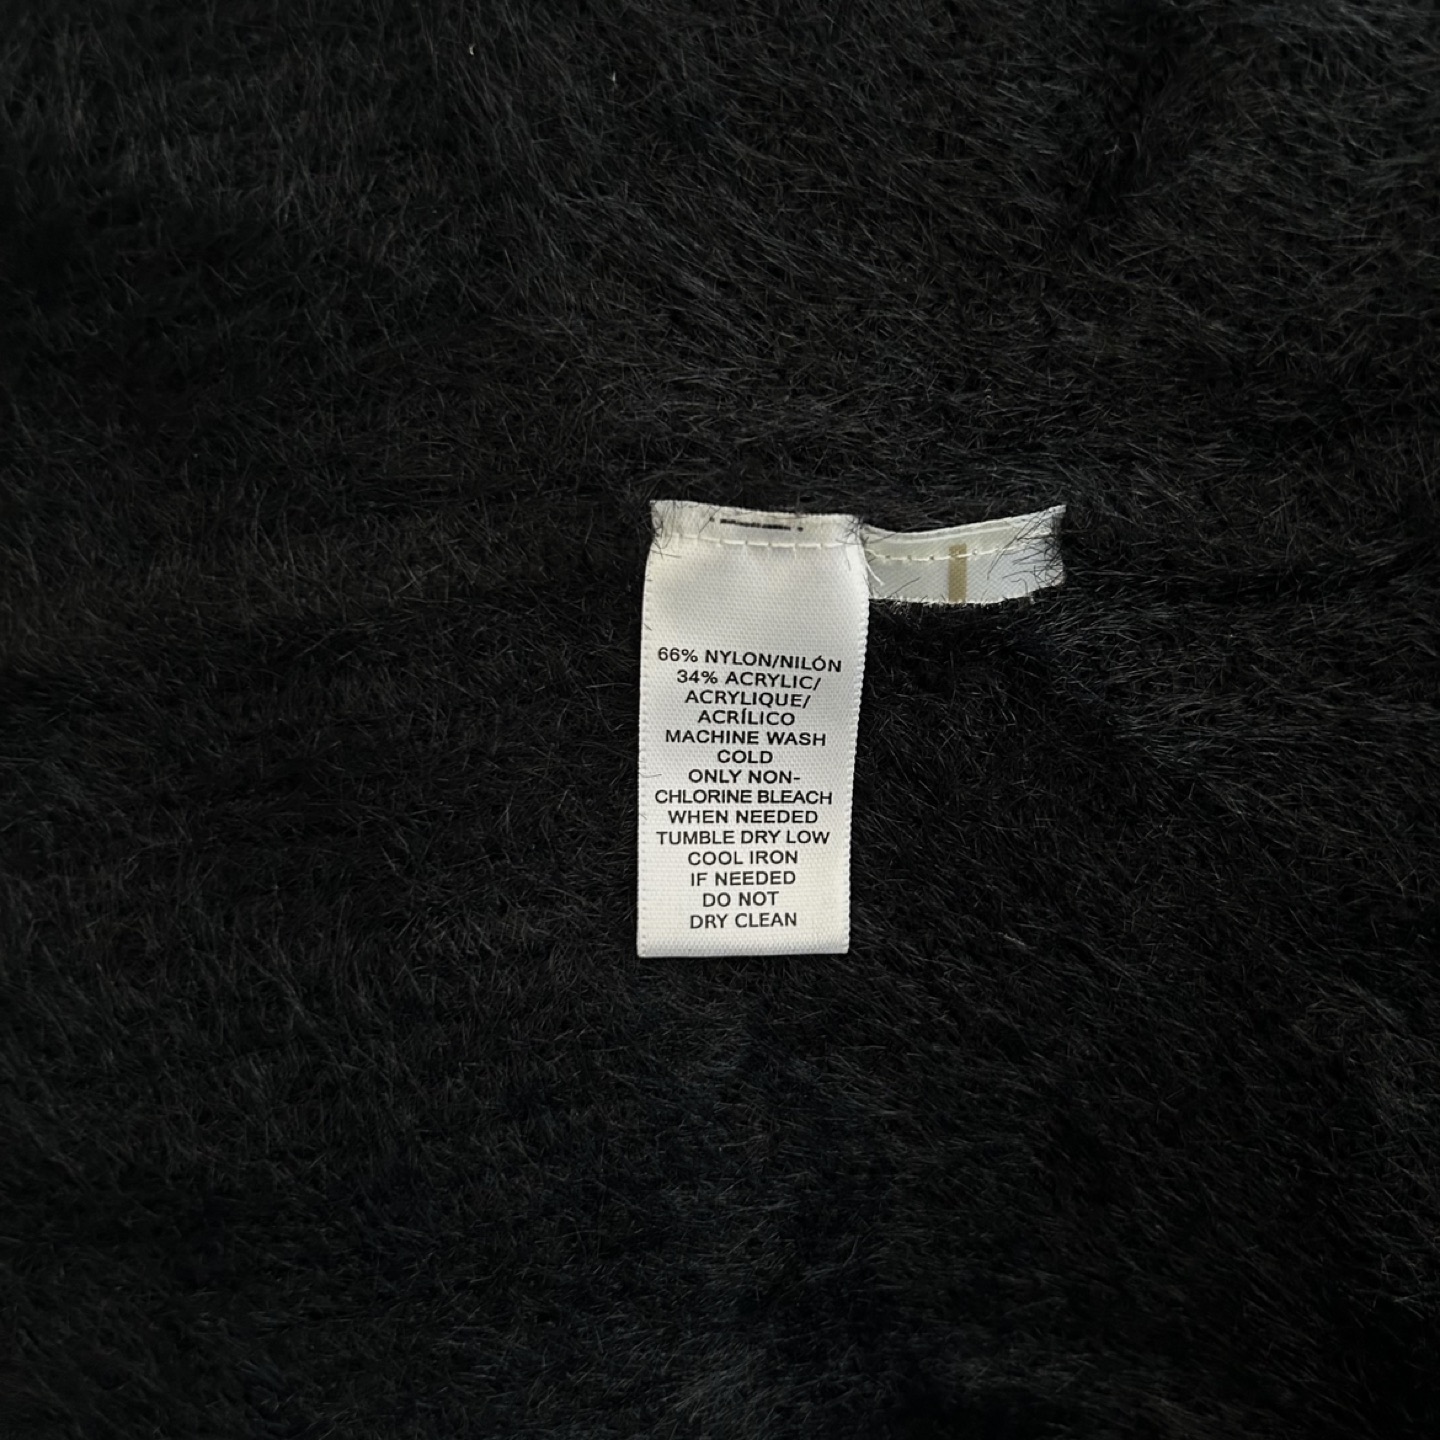 66% NYLON/NILÓN
34% ACRYLIC/
ACRYLIQUE/
ACRÍLICO
MACHINE WASH
COLD
ONLY NON-
CHLORINE BLEACH
WHEN NEEDED
TUMBLE DRY LOW
COOL IRON
IF NEEDED
DO NOT
DRY CLEAN